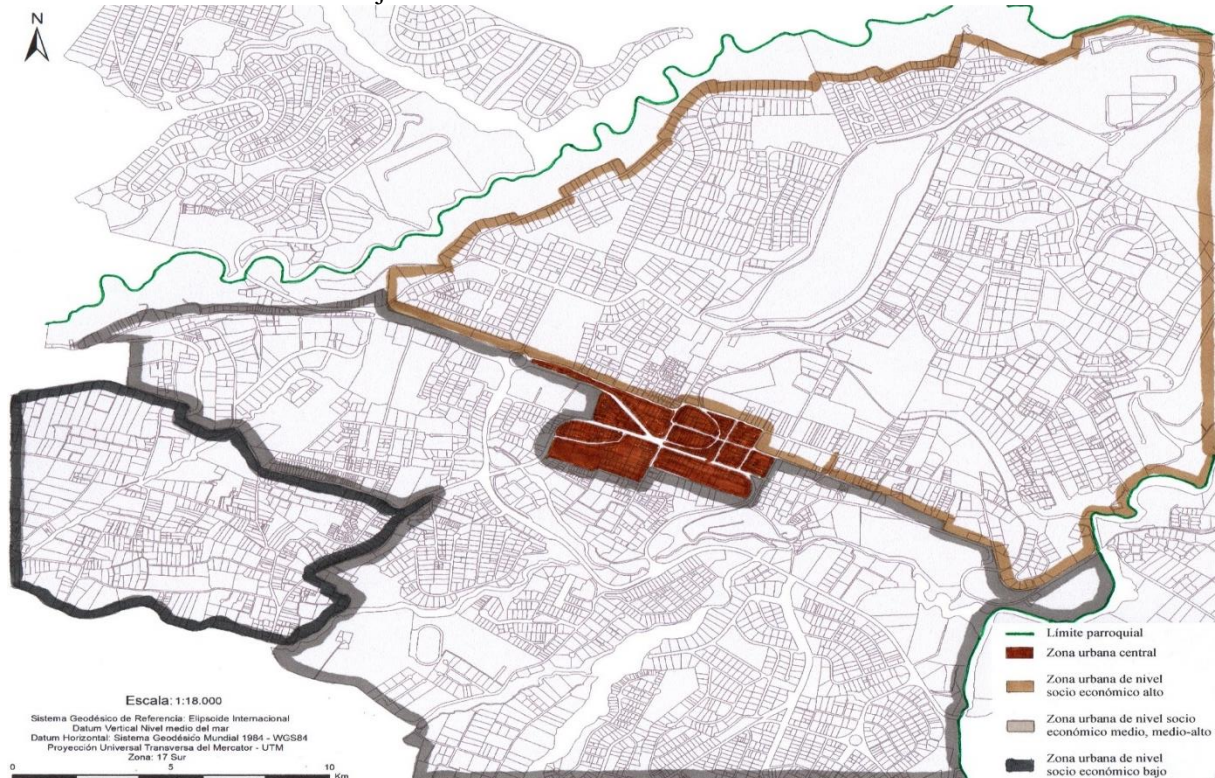 N
Escala: 1:18.000
Sistema Geodésico de Referencia: Elipsoide Internacional
Datum Vertical Nivel medio del mar
Datum Horizontal: Sistema Geodésico Mundial 1984 - WGS84
Proyección Universal Transversa del Mercator - UTM
Zona: 17 Sur
0 5 10
Km
Límite parroquial
Zona urbana central
Zona urbana de nivel
socio económico alto
Zona urbana de nivel socio
económico medio, medio-alto
Zona urbana de nivel
socio económico bajo